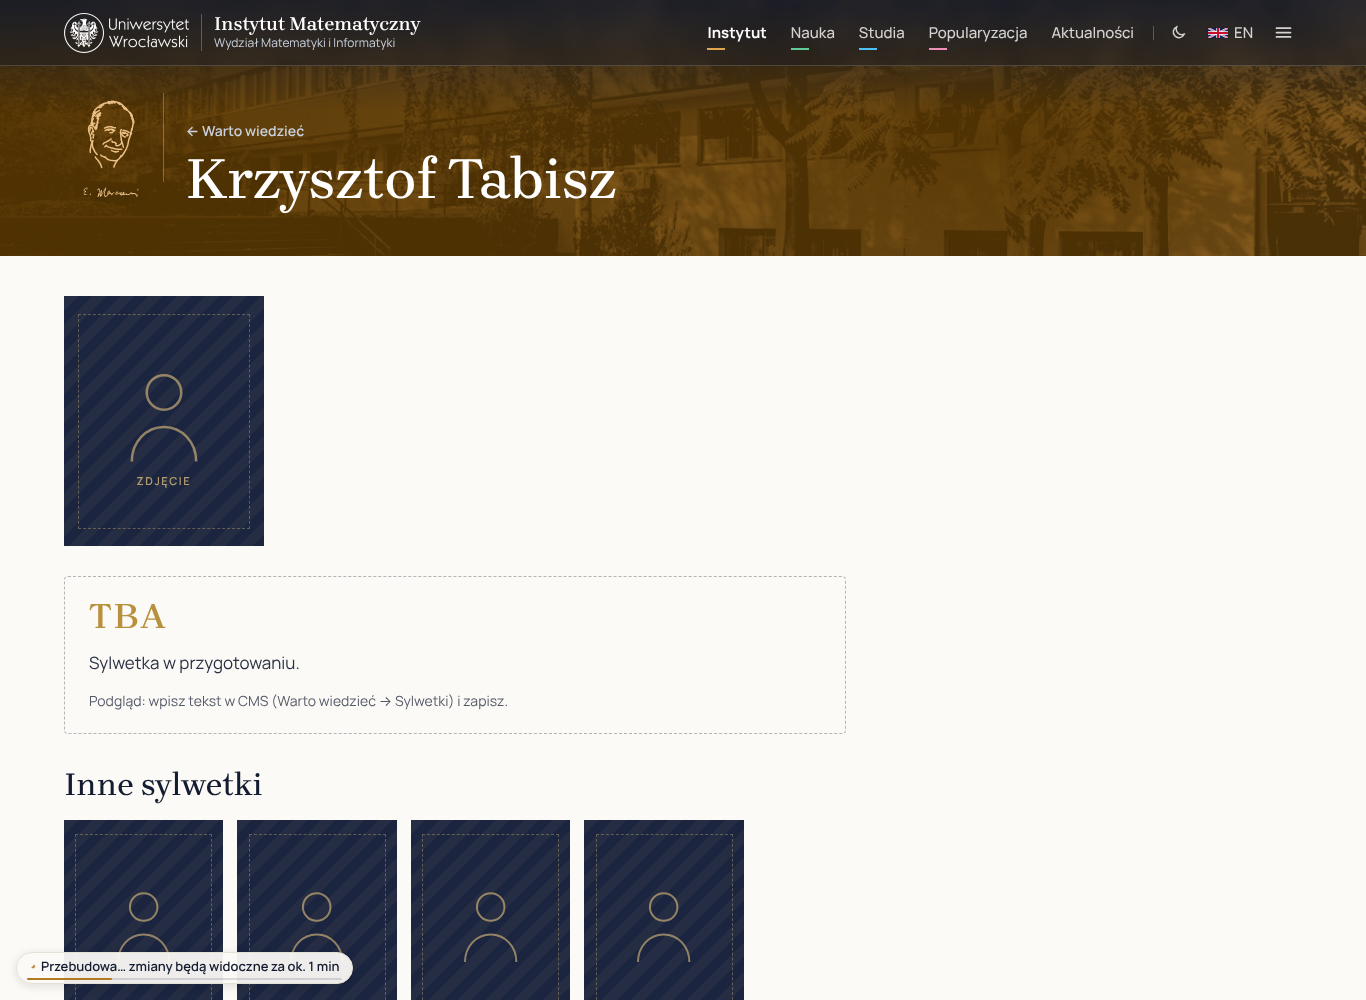 Uniwersytet
Wrocławski
Instytut Matematyczny
Wydział Matematyki i Informatyki
Instytut
Nauka
Studia
Popularyzacja
Aktualności
EN
← Warto wiedzieć
Krzysztof Tabisz
ZDJĘCIE
TBA
Sylwetka w przygotowaniu.
Podgląd: wpisz tekst w CMS (Warto wiedzieć → Sylwetki) i zapisz.
Inne sylwetki
Przebudowa... zmiany będą widoczne za ok. 1 min